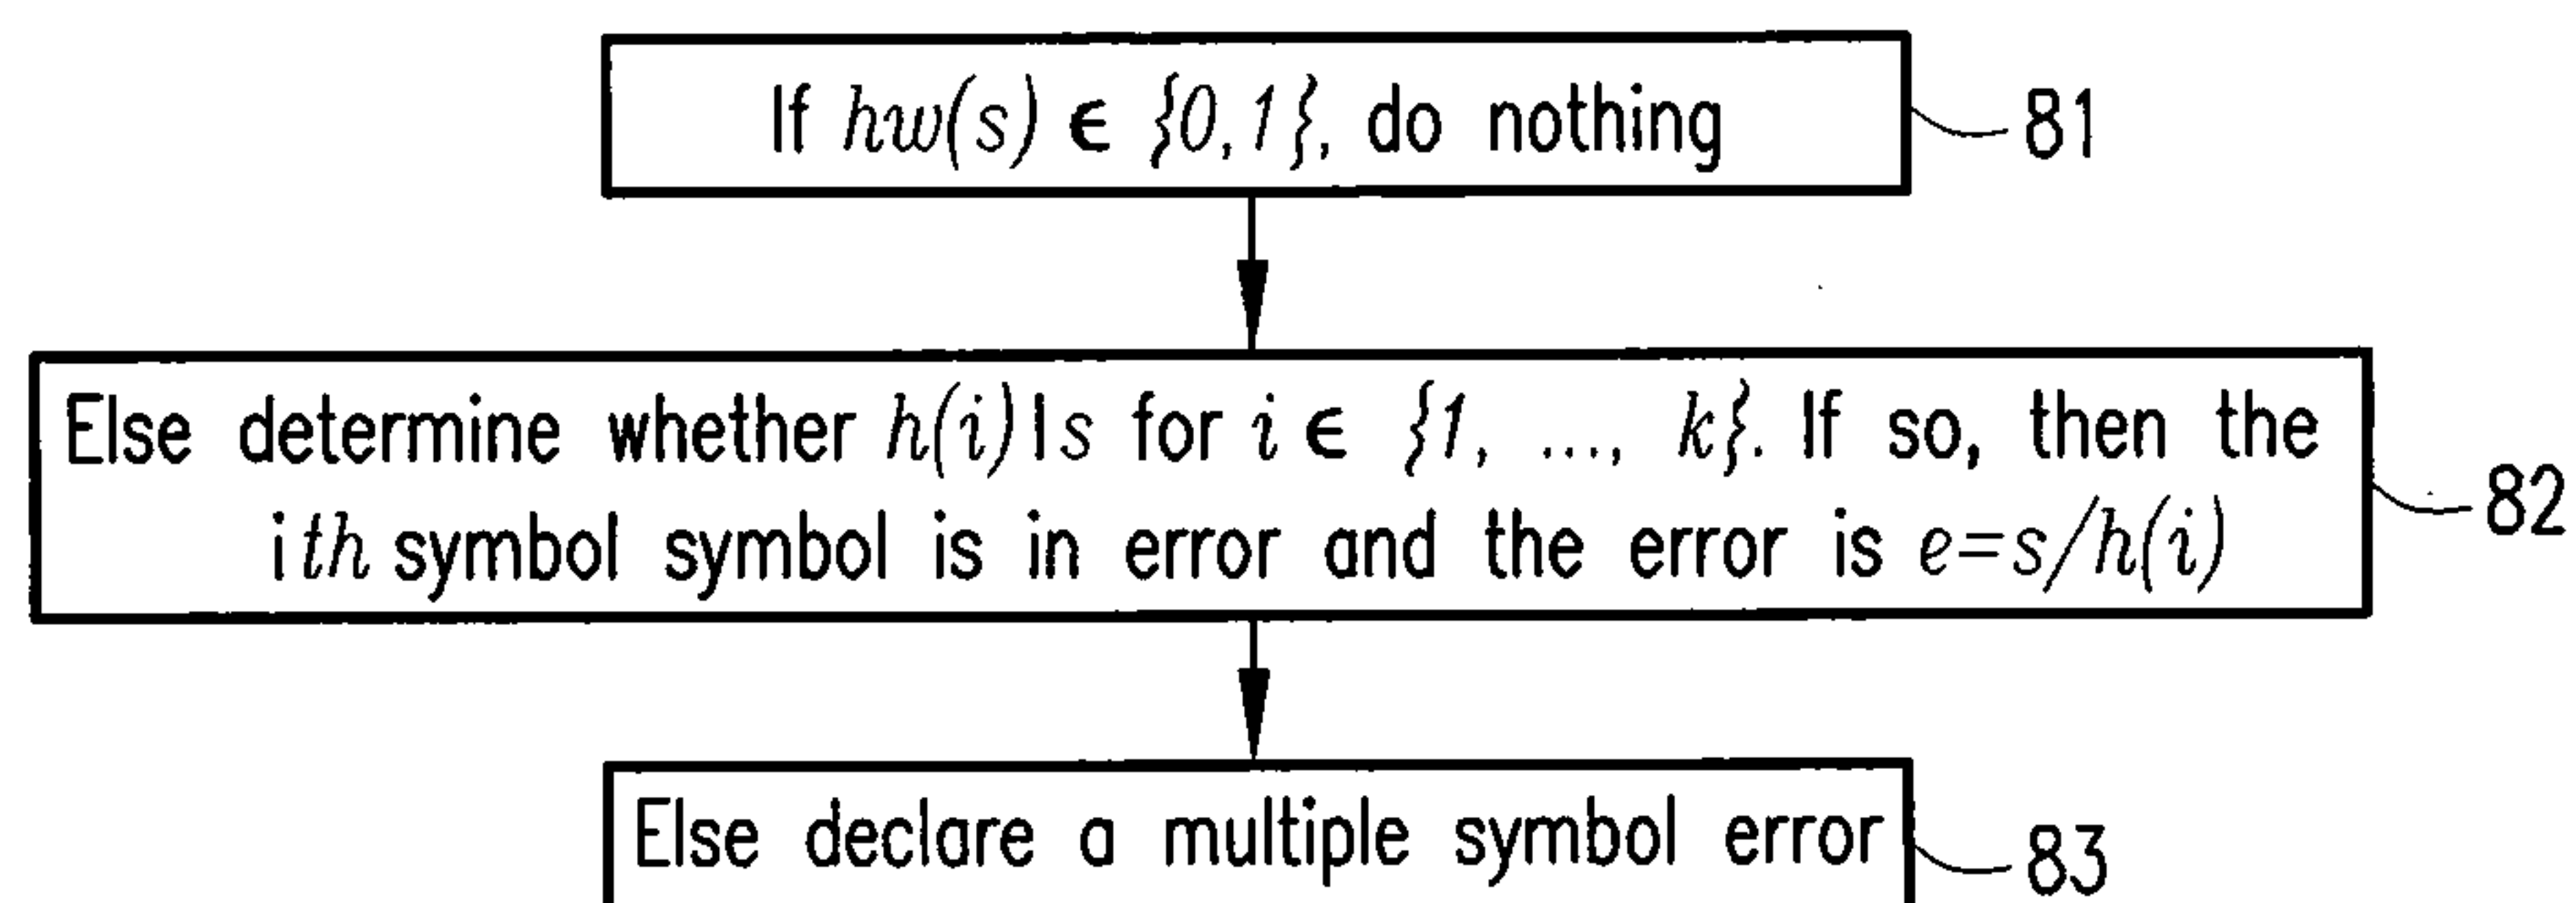 If hw(s) ϵ {0,1}, do nothing
81
Else determine whether h(i)|s for i ϵ {1, ..., k}. If so, then the
ith symbol symbol is in error and the error is e=s/h(i)
82
Else declare a multiple symbol error
83